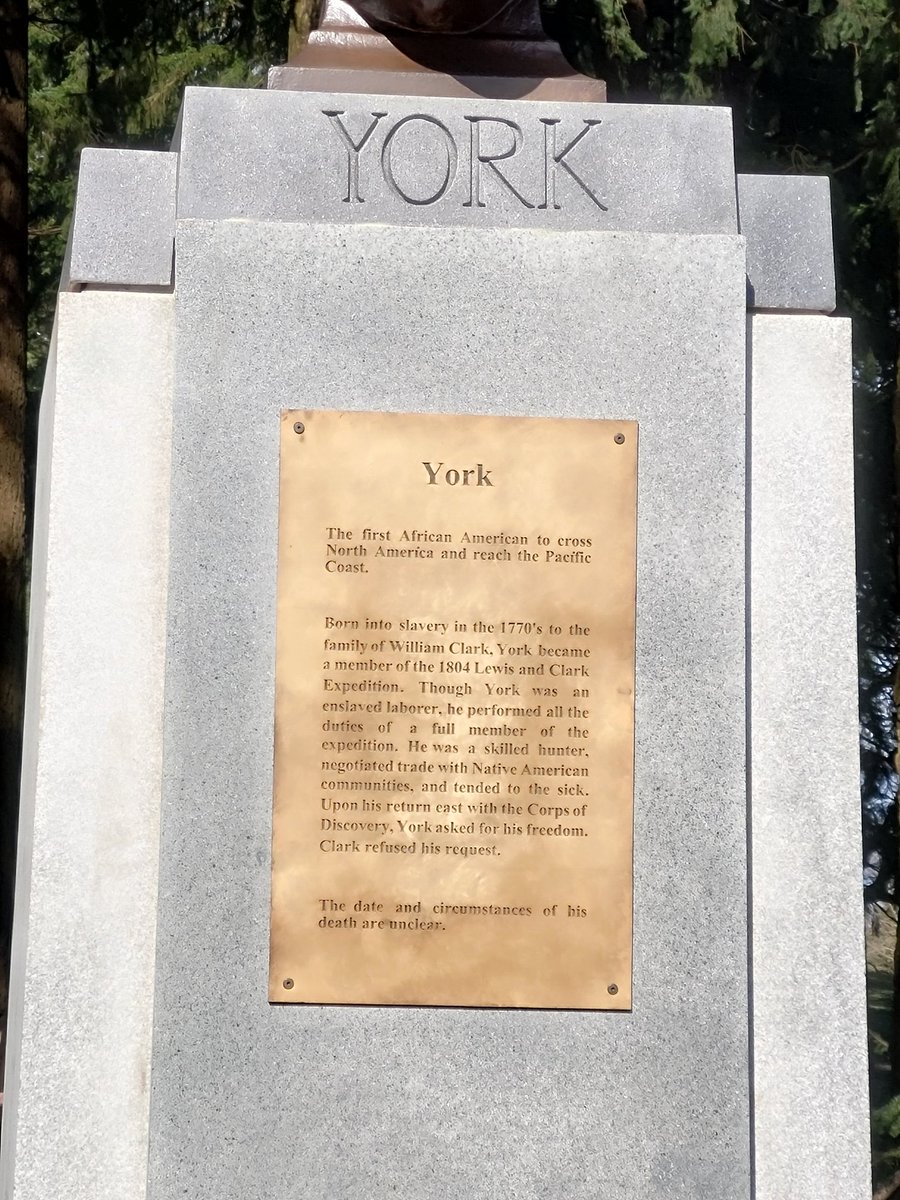 YORK
York
The first African American to cross
North America and reach the Pacific
Coast.
Born into slavery in the 1770's to the
family of William Clark, York became
a member of the 1804 Lewis and Clark
Expedition. Though York was an
enslaved laborer, he performed all the
duties of a full member of the
expedition. He was a skilled hunter,
negotiated trade with Native American
communities, and tended to the sick.
Upon his return east with the Corps of
Discovery, York asked for his freedom.
Clark refused his request.
The date and circumstances of his
death are unclear.